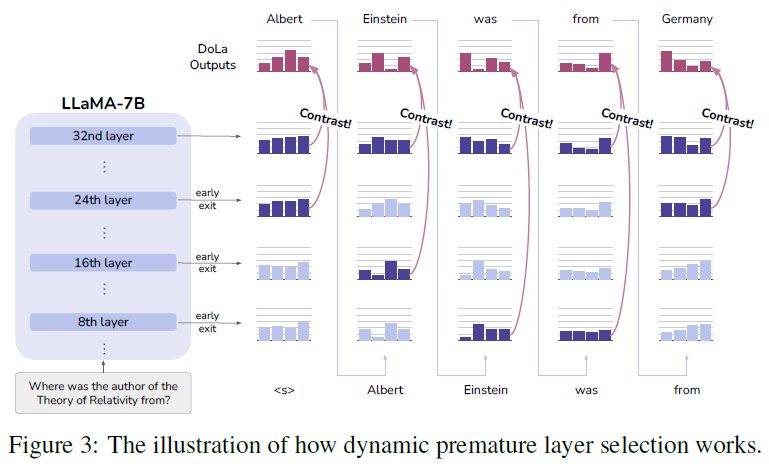 Albert Einstein was from Germany
DoLa
Outputs
LLaMA-7B
Contrast! Contrast! Contrast! Contrast! Contrast!
32nd layer
24th layer
early
exit
16th layer
early
exit
8th layer
early
exit
Where was the author of the
Theory of Relativity from?
<s> Albert Einstein was from
Figure 3: The illustration of how dynamic premature layer selection works.